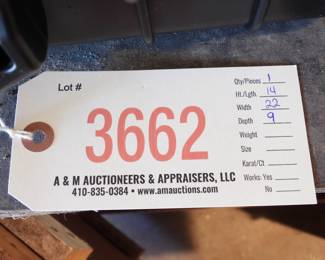 Lot #
3662
A & M AUCTIONEERS & APPRAISERS, LLC
410-835-0384 • www.amauctions.com
Qty/Pieces 1
Ht./Lgth 14
Width 22
Depth 9
Weight
Size
Karat/Ct
Works: Yes
No